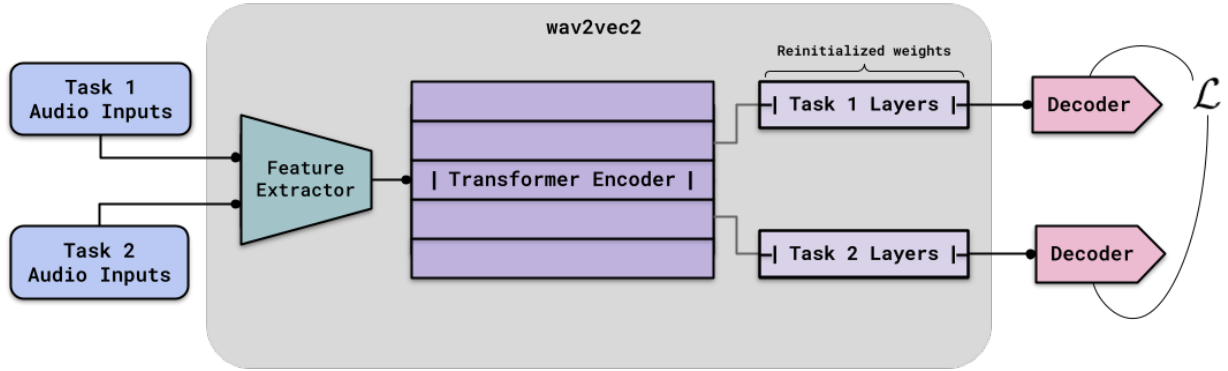 wav2vec2
Reinitialized weights
Task 1
Audio Inputs
| Task 1 Layers |
Decoder
ℒ
Feature
Extractor
| Transformer Encoder |
Task 2
Audio Inputs
| Task 2 Layers |
Decoder